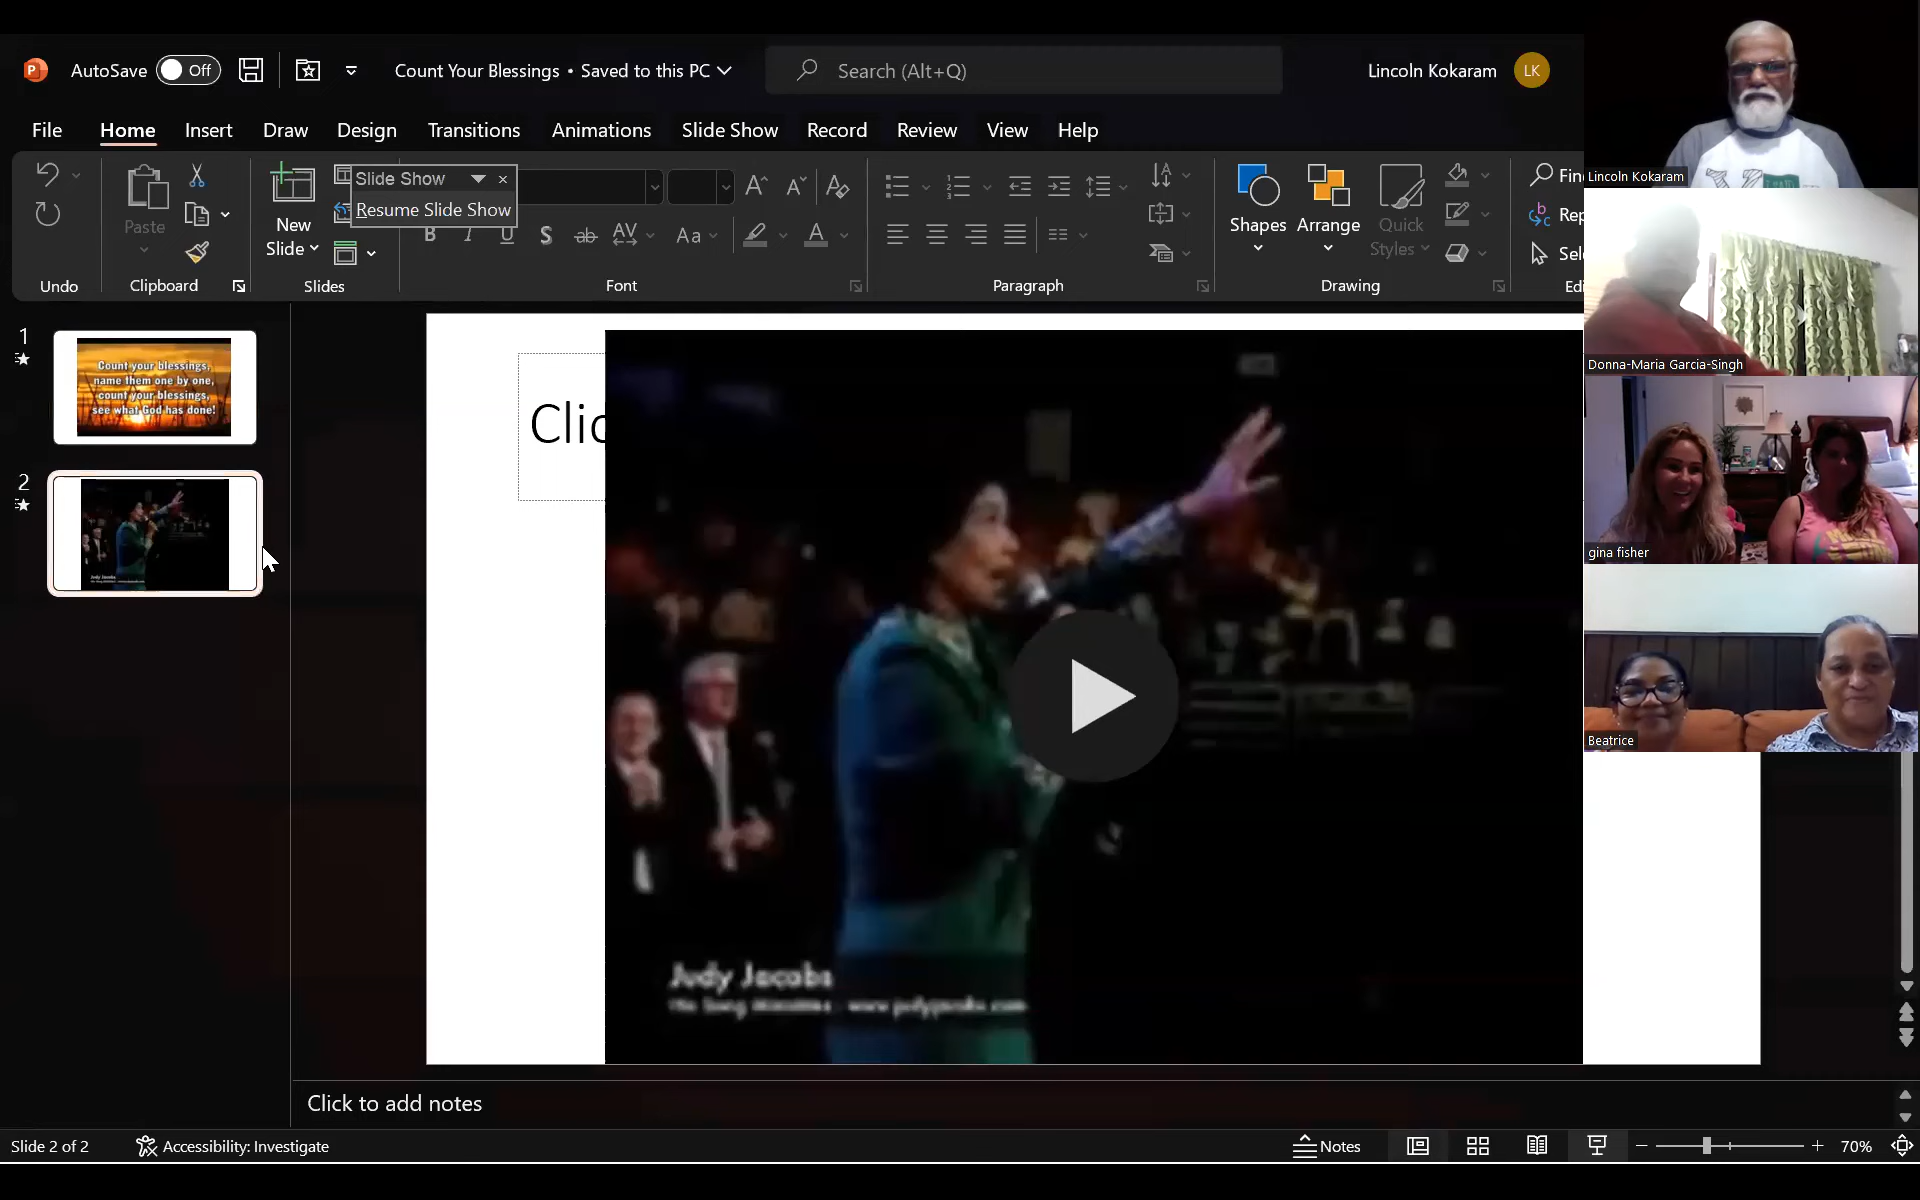 AutoSave Off
Count Your Blessings • Saved to this PC
Search (Alt+Q)
Lincoln Kokaram LK
File Home Insert Draw Design Transitions Animations Slide Show Record Review View Help
Slide Show
Resume Slide Show
Paste
New
Slide
Shapes
Arrange
Quick
Styles
Undo
Clipboard
Slides
Font
Paragraph
Drawing
1
Count your blessings,
name them one by one,
count your blessings,
see what God has done!
2
Judy Jacobs
Clic
Judy Jacobs
Lincoln Kokaram
Donna-Maria Garcia-Singh
gina fisher
Beatrice
Click to add notes
Slide 2 of 2
Accessibility: Investigate
Notes
70%